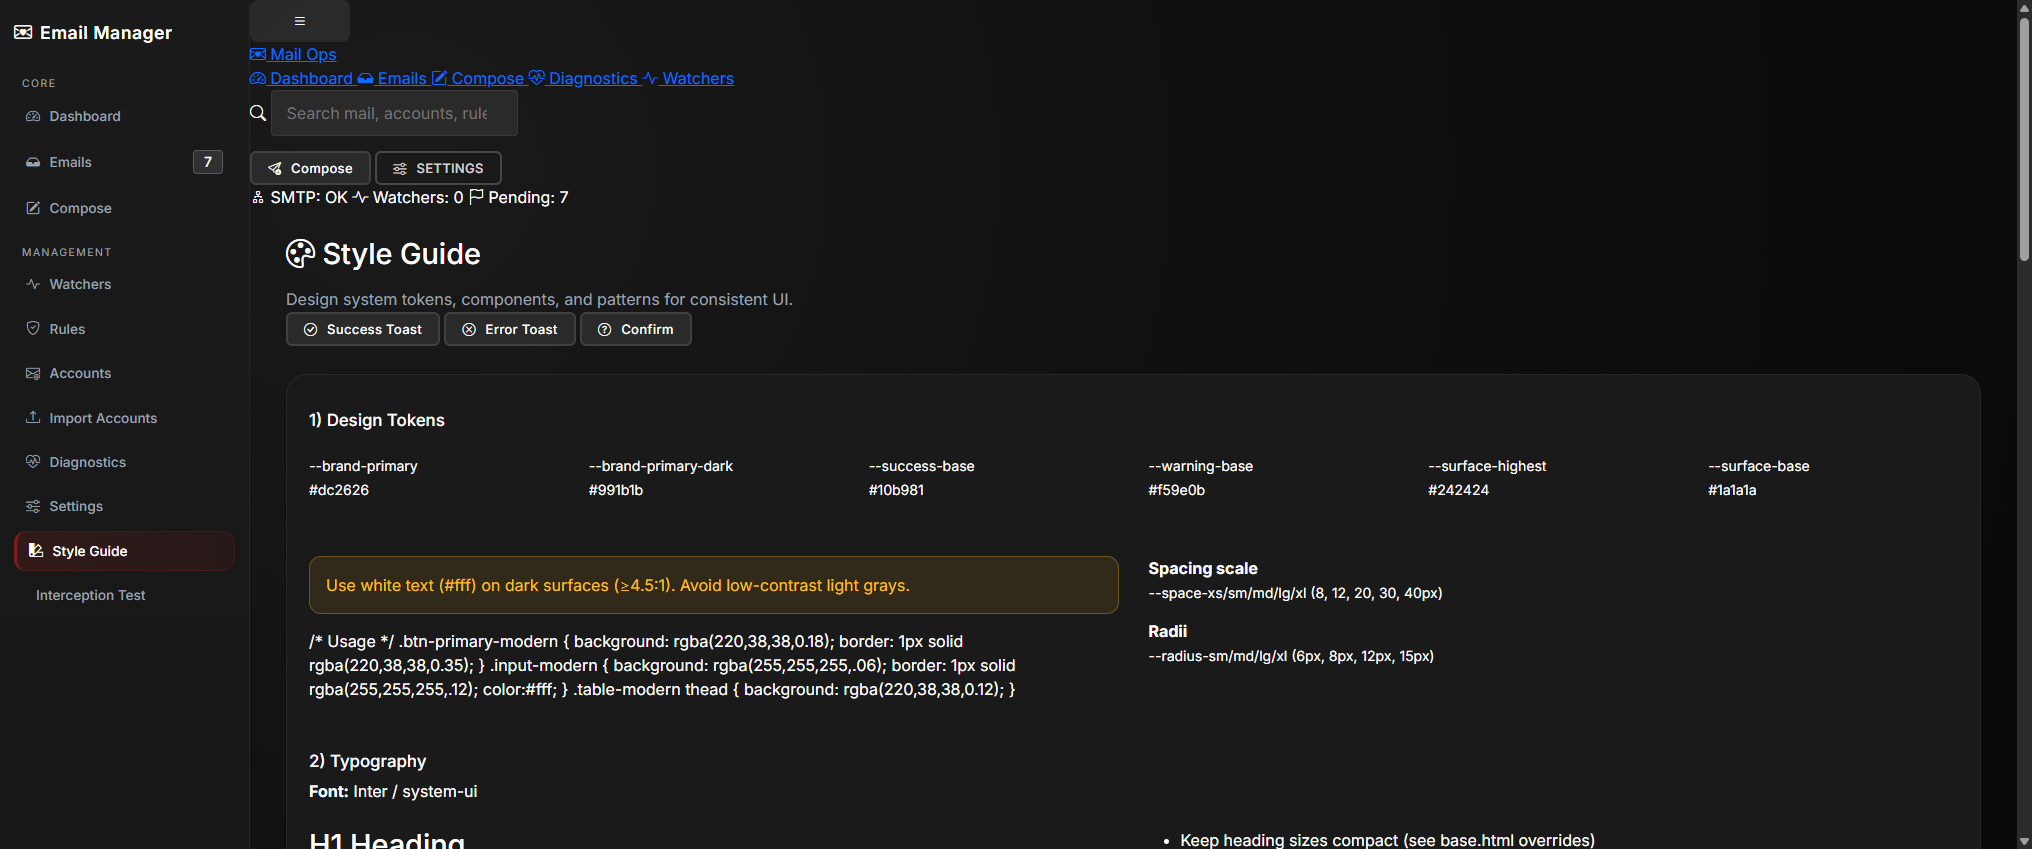 Email Manager
CORE
Dashboard
Emails 7
Compose
MANAGEMENT
Watchers
Rules
Accounts
Import Accounts
Diagnostics
Settings
Style Guide
Interception Test
Mail Ops
Dashboard Emails Compose Diagnostics Watchers
Search mail, accounts, rule
Compose SETTINGS
SMTP: OK Watchers: 0 Pending: 7
Style Guide
Design system tokens, components, and patterns for consistent UI.
Success Toast Error Toast Confirm
1) Design Tokens
--brand-primary --brand-primary-dark --success-base --warning-base --surface-highest --surface-base
#dc2626 #991b1b #10b981 #f59e0b #242424 #1a1a1a
Use white text (#fff) on dark surfaces (≥4.5:1). Avoid low-contrast light grays.
/* Usage */ .btn-primary-modern { background: rgba(220,38,38,0.18); border: 1px solid
rgba(220,38,38,0.35); } .input-modern { background: rgba(255,255,255,.06); border: 1px solid
rgba(255,255,255,.12); color:#fff; } .table-modern thead { background: rgba(220,38,38,0.12); }
Spacing scale
--space-xs/sm/md/lg/xl (8, 12, 20, 30, 40px)
Radii
--radius-sm/md/lg/xl (6px, 8px, 12px, 15px)
2) Typography
Font: Inter / system-ui
H1 Heading
• Keep heading sizes compact (see base.html overrides)